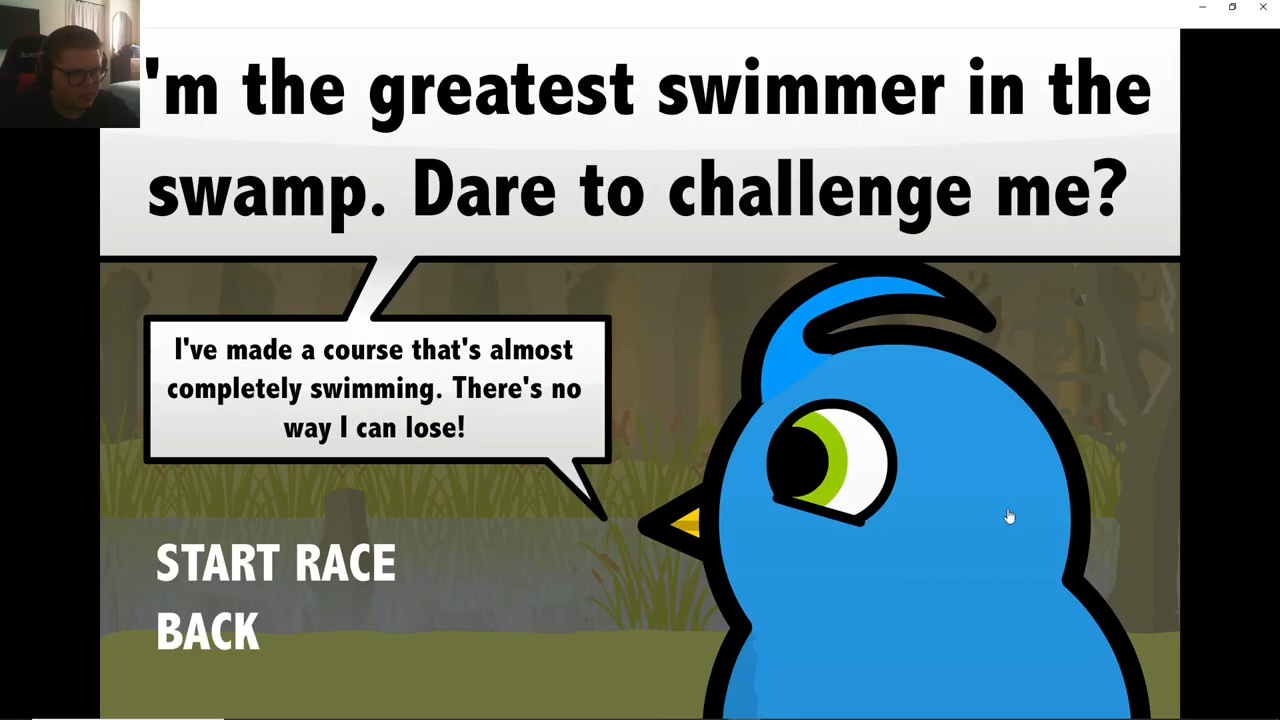 'm the greatest swimmer in the
swamp. Dare to challenge me?
I've made a course that's almost
completely swimming. There's no
way I can lose!
START RACE
BACK